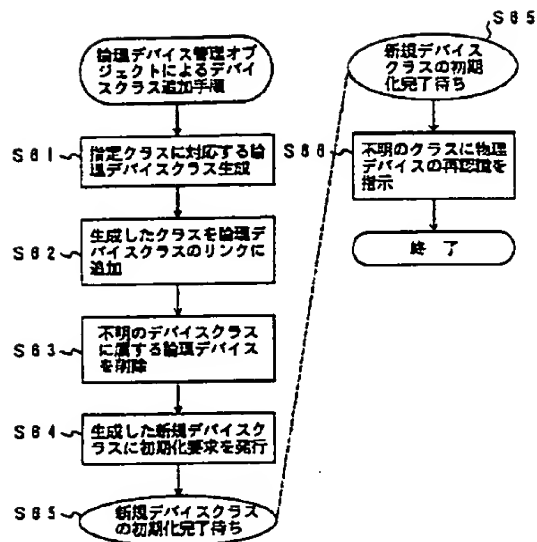 論理デバイス管理オブ
ジェクトによるデバイ
スクラス追加手順
S61
指定クラスに対応する論
理デバイスクラス生成
S62
生成したクラスを論理デ
バイスクラスのリンクに
追加
S63
不明のデバイスクラス
に属する論理デバイス
を削除
S64
生成した新規デバイスク
ラスに初期化要求を発行
S65
新規デバイスクラス
の初期化完了待ち
S65
新規デバイス
クラスの初期
化完了待ち
S66
不明のクラスに物理
デバイスの再認識を
指示
終了